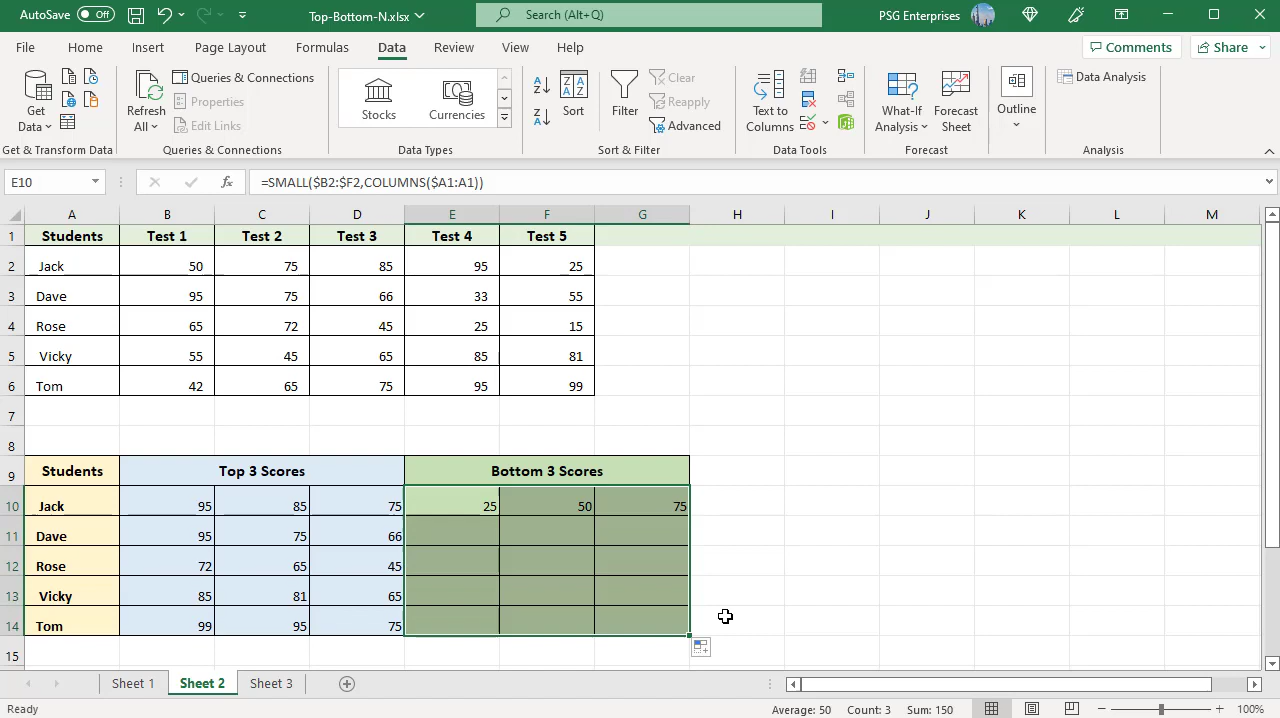 AutoSave Off Top-Bottom-N.xlsx Search (Alt+Q) PSG Enterprises
File Home Insert Page Layout Formulas Data Review View Help Comments Share
Get Data
Refresh All
Queries & Connections
Properties
Edit Links
Stocks
Currencies
Sort
Filter
Clear
Reapply
Advanced
Text to Columns
What-If Analysis
Forecast Sheet
Outline
Data Analysis
Get & Transform Data Queries & Connections Data Types Sort & Filter Data Tools Forecast Analysis
E10 fx =SMALL($B2:$F2,COLUMNS($A1:A1))
A B C D E F G H I J K L M
1 Students Test 1 Test 2 Test 3 Test 4 Test 5
2 Jack 50 75 85 95 25
3 Dave 95 75 66 33 55
4 Rose 65 72 45 25 15
5 Vicky 55 45 65 85 81
6 Tom 42 65 75 95 99
7
8
9 Students Top 3 Scores Bottom 3 Scores
10 Jack 95 85 75 25 50 75
11 Dave 95 75 66
12 Rose 72 65 45
13 Vicky 85 81 65
14 Tom 99 95 75
15
Sheet 1 Sheet 2 Sheet 3
Ready Average: 50 Count: 3 Sum: 150 100%